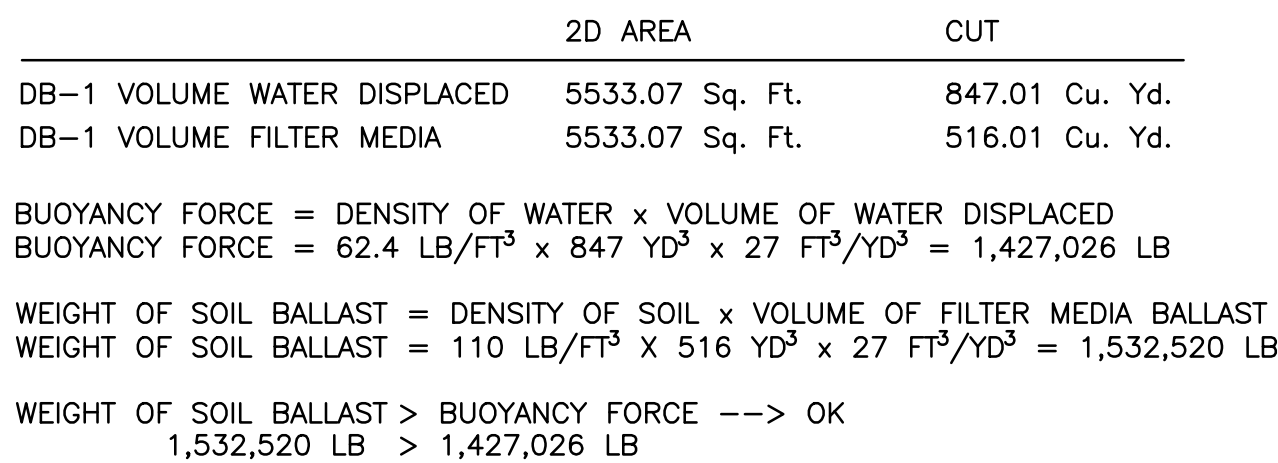 2D AREA CUT
DB-1 VOLUME WATER DISPLACED 5533.07 Sq. Ft. 847.01 Cu. Yd.
DB-1 VOLUME FILTER MEDIA 5533.07 Sq. Ft. 516.01 Cu. Yd.
BUOYANCY FORCE = DENSITY OF WATER x VOLUME OF WATER DISPLACED
BUOYANCY FORCE = 62.4 LB/FT³ x 847 YD³ x 27 FT³/YD³ = 1,427,026 LB
WEIGHT OF SOIL BALLAST = DENSITY OF SOIL x VOLUME OF FILTER MEDIA BALLAST
WEIGHT OF SOIL BALLAST = 110 LB/FT³ X 516 YD³ x 27 FT³/YD³ = 1,532,520 LB
WEIGHT OF SOIL BALLAST > BUOYANCY FORCE --> OK
1,532,520 LB > 1,427,026 LB